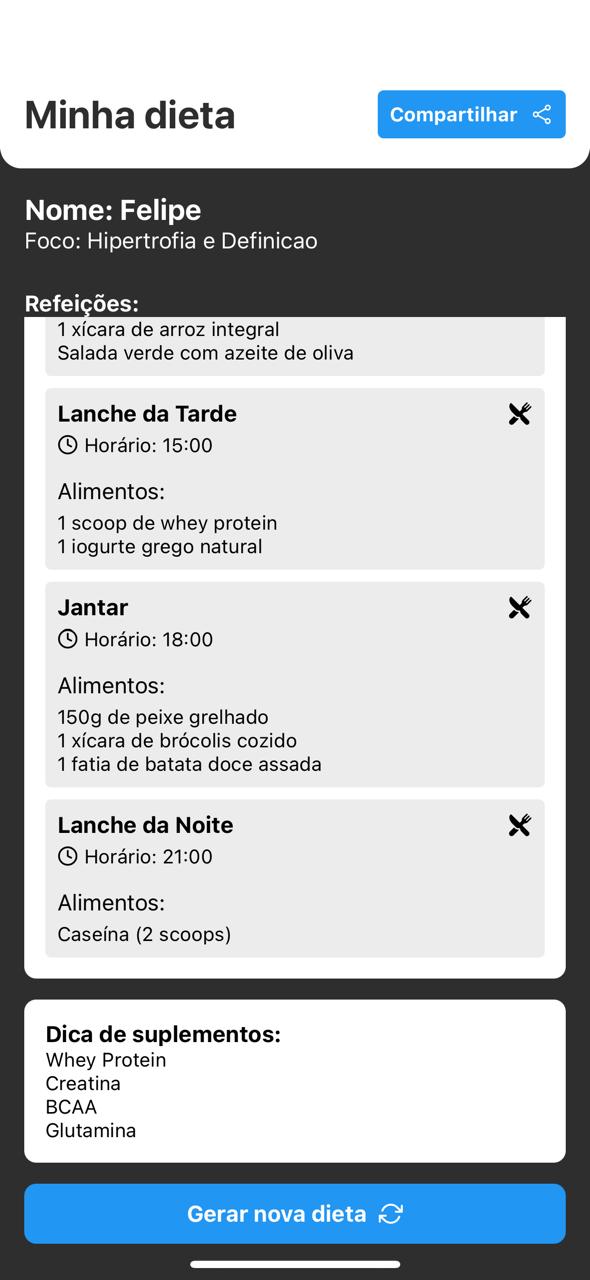 Minha dieta
Compartilhar
Nome: Felipe
Foco: Hipertrofia e Definicao
Refeições:
1 xícara de arroz integral
Salada verde com azeite de oliva
Lanche da Tarde
Horário: 15:00
Alimentos:
1 scoop de whey protein
1 iogurte grego natural
Jantar
Horário: 18:00
Alimentos:
150g de peixe grelhado
1 xícara de brócolis cozido
1 fatia de batata doce assada
Lanche da Noite
Horário: 21:00
Alimentos:
Caseína (2 scoops)
Dica de suplementos:
Whey Protein
Creatina
BCAA
Glutamina
Gerar nova dieta